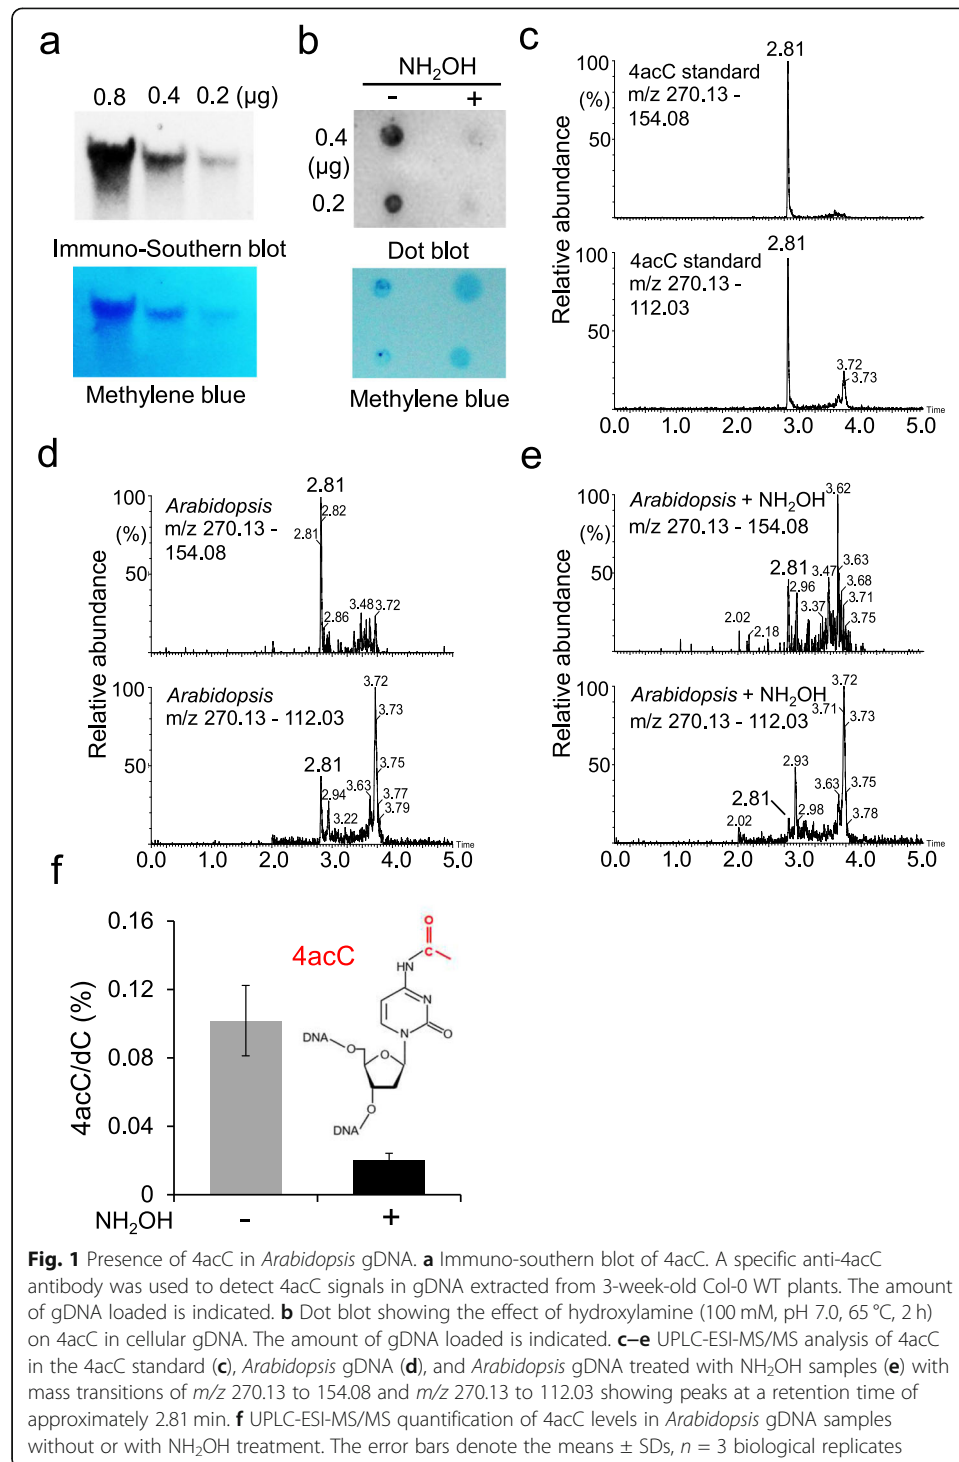 a
0.8 0.4 0.2 (µg)
Immuno-Southern blot
Methylene blue
b
NH₂OH
- +
0.4
(µg)
0.2
Dot blot
Methylene blue
c
Relative abundance
100
(%)
50
2.81
4acC standard
m/z 270.13 -
154.08
0.0 1.0 2.0 3.0 4.0 5.0
100
50
2.81
4acC standard
m/z 270.13 -
112.03
3.72
3.73
Time
0.0 1.0 2.0 3.0 4.0 5.0
d
Relative abundance
100
(%)
50
Arabidopsis
m/z 270.13 -
154.08
2.81
2.82
2.81
2.86
3.48
3.72
100
50
Arabidopsis
m/z 270.13 - 112.03
3.72
3.73
2.81
3.75
2.94
3.63
3.77
3.79
3.22
Time
0.0 1.0 2.0 3.0 4.0 5.0
e
Relative abundance
100
(%)
50
Arabidopsis + NH₂OH
m/z 270.13 - 154.08
3.62
2.81
3.47
3.63
2.96
3.68
3.37
3.71
3.75
2.02
2.18
100
50
Arabidopsis + NH₂OH
m/z 270.13 - 112.03
3.72
3.71
3.73
2.93
3.63
3.75
2.81
2.98
3.78
2.02
Time
0.0 1.0 2.0 3.0 4.0 5.0
f
4acC/dC (%)
0.16
0.12
0.08
0.04
0
NH₂OH - +
4acC
O
C
HN
N
N
O
DNA
O
O
O
DNA
Fig. 1 Presence of 4acC in Arabidopsis gDNA. a Immuno-southern blot of 4acC. A specific anti-4acC
antibody was used to detect 4acC signals in gDNA extracted from 3-week-old Col-0 WT plants. The amount
of gDNA loaded is indicated. b Dot blot showing the effect of hydroxylamine (100 mM, pH 7.0, 65 °C, 2 h)
on 4acC in cellular gDNA. The amount of gDNA loaded is indicated. c–e UPLC-ESI-MS/MS analysis of 4acC
in the 4acC standard (c), Arabidopsis gDNA (d), and Arabidopsis gDNA treated with NH₂OH samples (e) with
mass transitions of m/z 270.13 to 154.08 and m/z 270.13 to 112.03 showing peaks at a retention time of
approximately 2.81 min. f UPLC-ESI-MS/MS quantification of 4acC levels in Arabidopsis gDNA samples
without or with NH₂OH treatment. The error bars denote the means ± SDs, n = 3 biological replicates